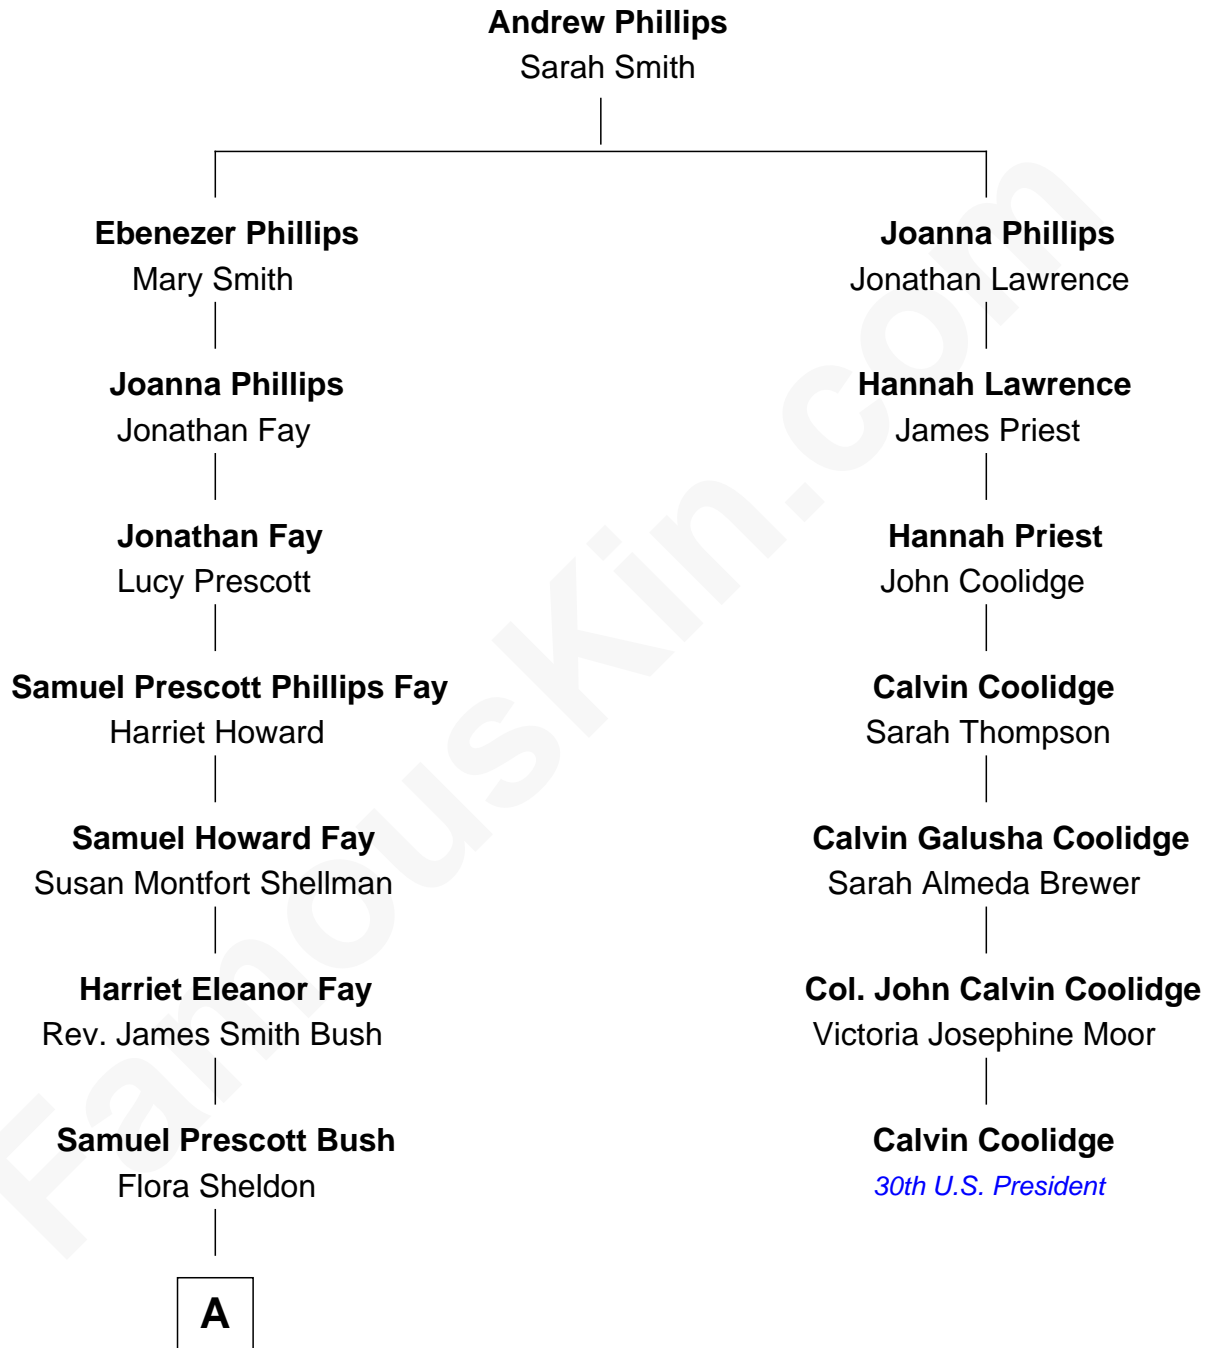 Andrew Phillips
Sarah Smith
Ebenezer Phillips
Mary Smith
Joanna Phillips
Jonathan Lawrence
Joanna Phillips
Jonathan Fay
Hannah Lawrence
James Priest
Jonathan Fay
Lucy Prescott
Hannah Priest
John Coolidge
Samuel Prescott Phillips Fay
Harriet Howard
Calvin Coolidge
Sarah Thompson
Samuel Howard Fay
Susan Montfort Shellman
Calvin Galusha Coolidge
Sarah Almeda Brewer
Harriet Eleanor Fay
Rev. James Smith Bush
Col. John Calvin Coolidge
Victoria Josephine Moor
Samuel Prescott Bush
Flora Sheldon
Calvin Coolidge
30th U.S. President
A
FamousKin.com